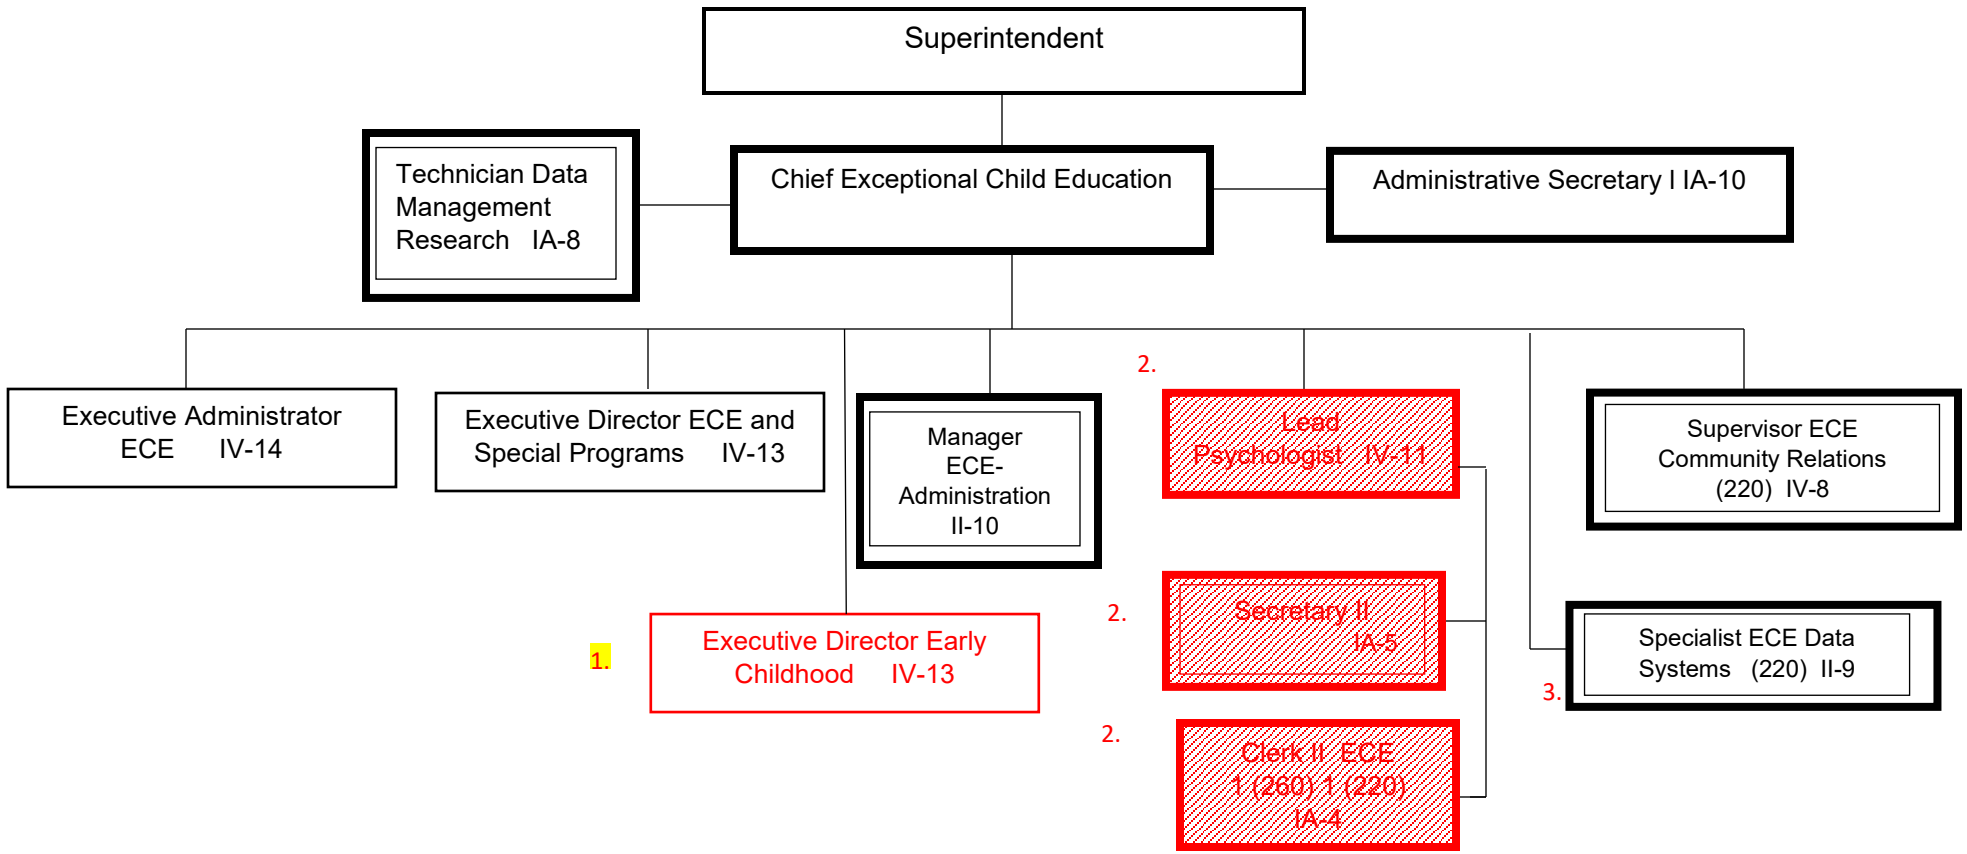 Superintendent
Technician Data
Management
Research IA-8
Chief Exceptional Child Education
Administrative Secretary I IA-10
Executive Administrator
ECE IV-14
Executive Director ECE and
Special Programs IV-13
Manager
ECE-
Administration
II-10
2.
Lead
Psychologist IV-11
Supervisor ECE
Community Relations
(220) IV-8
1.
Executive Director Early
Childhood IV-13
2.
Secretary II
IA-5
3.
Specialist ECE Data
Systems (220) II-9
2.
Clerk II ECE
1 (260) 1 (220)
IA-4